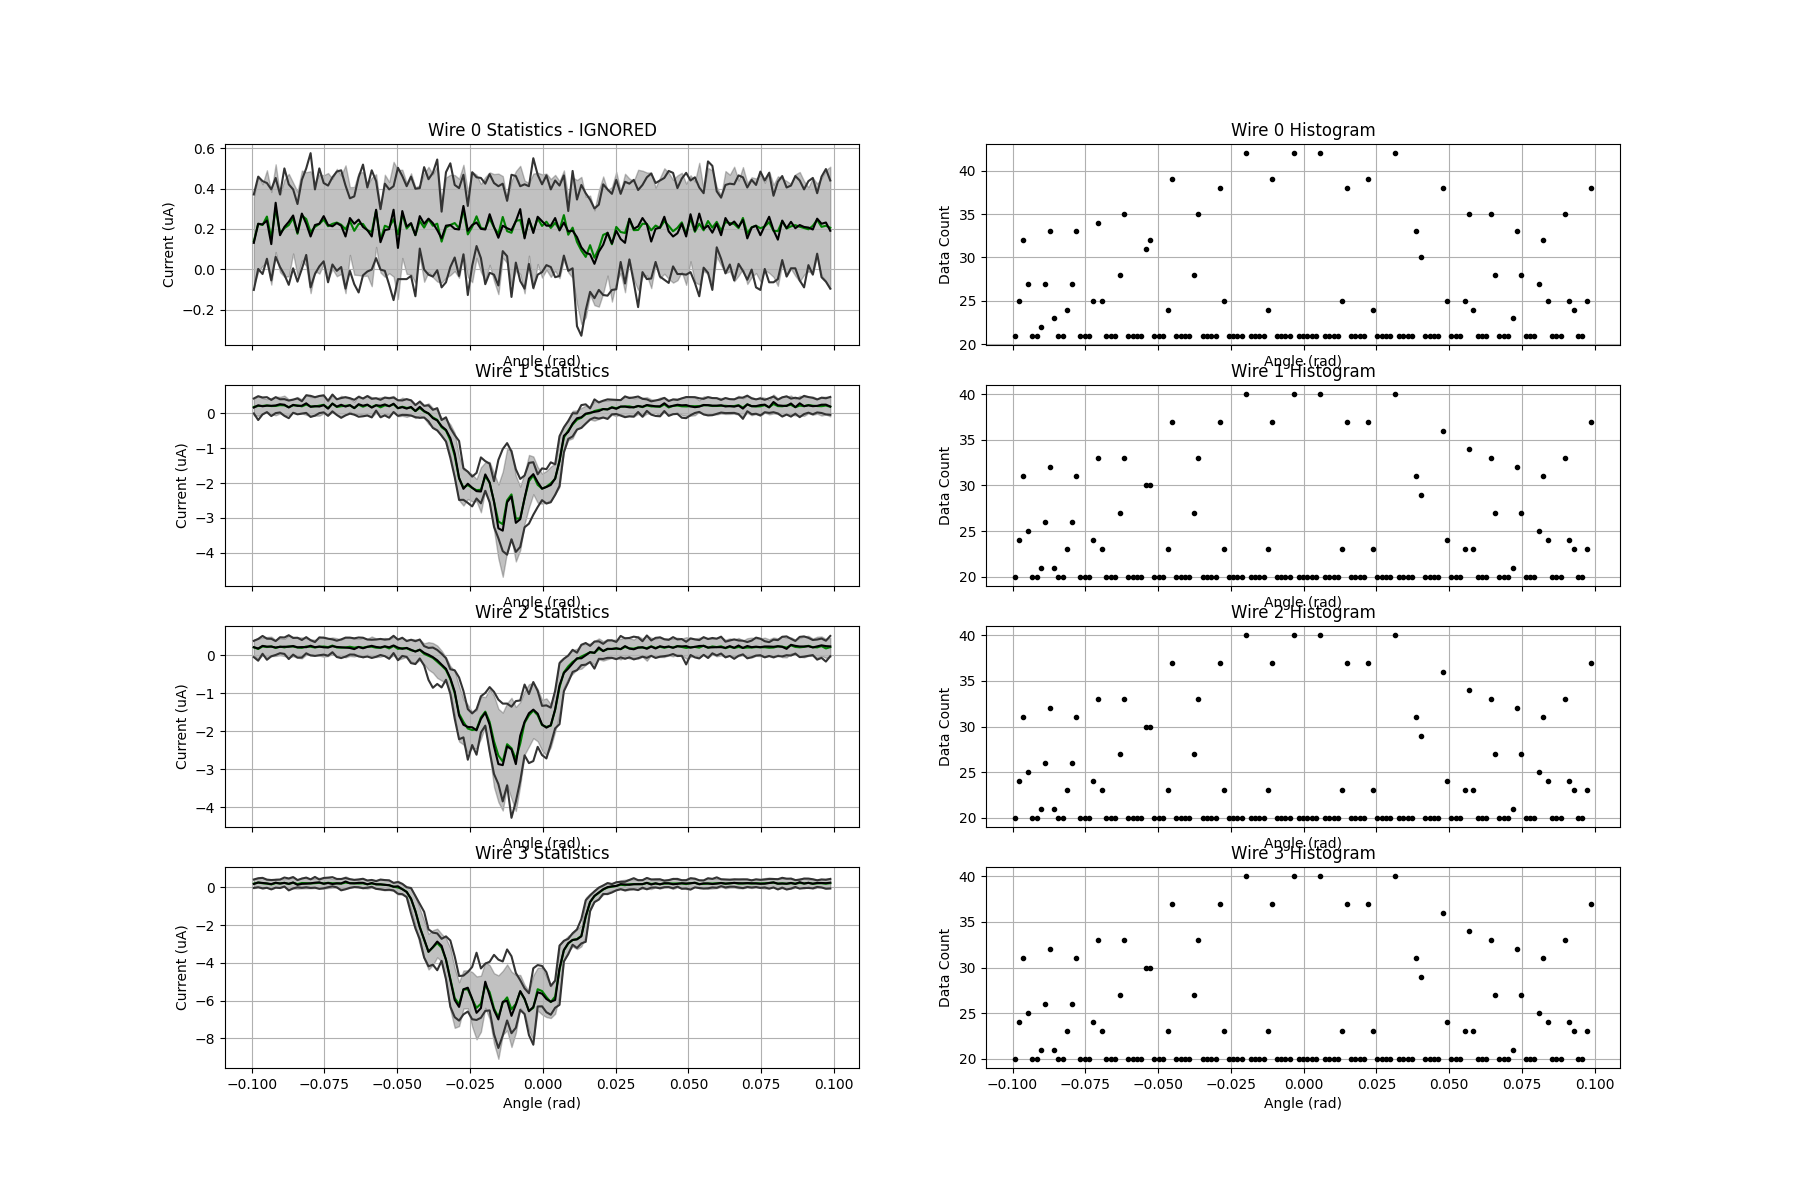 Wire 0 Statistics - IGNORED
Current (uA)
0.6
0.4
0.2
0.0
−0.2
Angle (rad)
Wire 0 Histogram
Data Count
40
35
30
25
20
Angle (rad)
Wire 1 Statistics
Current (uA)
0
−1
−2
−3
−4
Angle (rad)
Wire 1 Histogram
Data Count
40
35
30
25
20
Angle (rad)
Wire 2 Statistics
Current (uA)
0
−1
−2
−3
−4
Angle (rad)
Wire 2 Histogram
Data Count
40
35
30
25
20
Angle (rad)
Wire 3 Statistics
Current (uA)
0
−2
−4
−6
−8
−0.100 −0.075 −0.050 −0.025 0.000 0.025 0.050 0.075 0.100
Angle (rad)
Wire 3 Histogram
Data Count
40
35
30
25
20
−0.100 −0.075 −0.050 −0.025 0.000 0.025 0.050 0.075 0.100
Angle (rad)